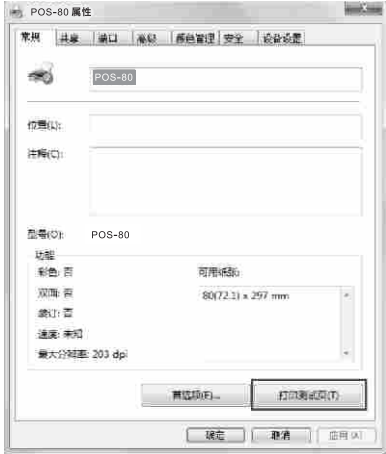 POS-80 属性
常规 共享 端口 高级 颜色管理 安全 设备设置
POS-80
位置(L):
注释(C):
型号(O): POS-80
功能
彩色: 否 可用纸张:
双面: 否 80(72.1) x 297 mm
装订: 否
速度: 未知
最大分辨率: 203 dpi
首选项(E)... 打印测试页(T)
确定 取消 应用(A)